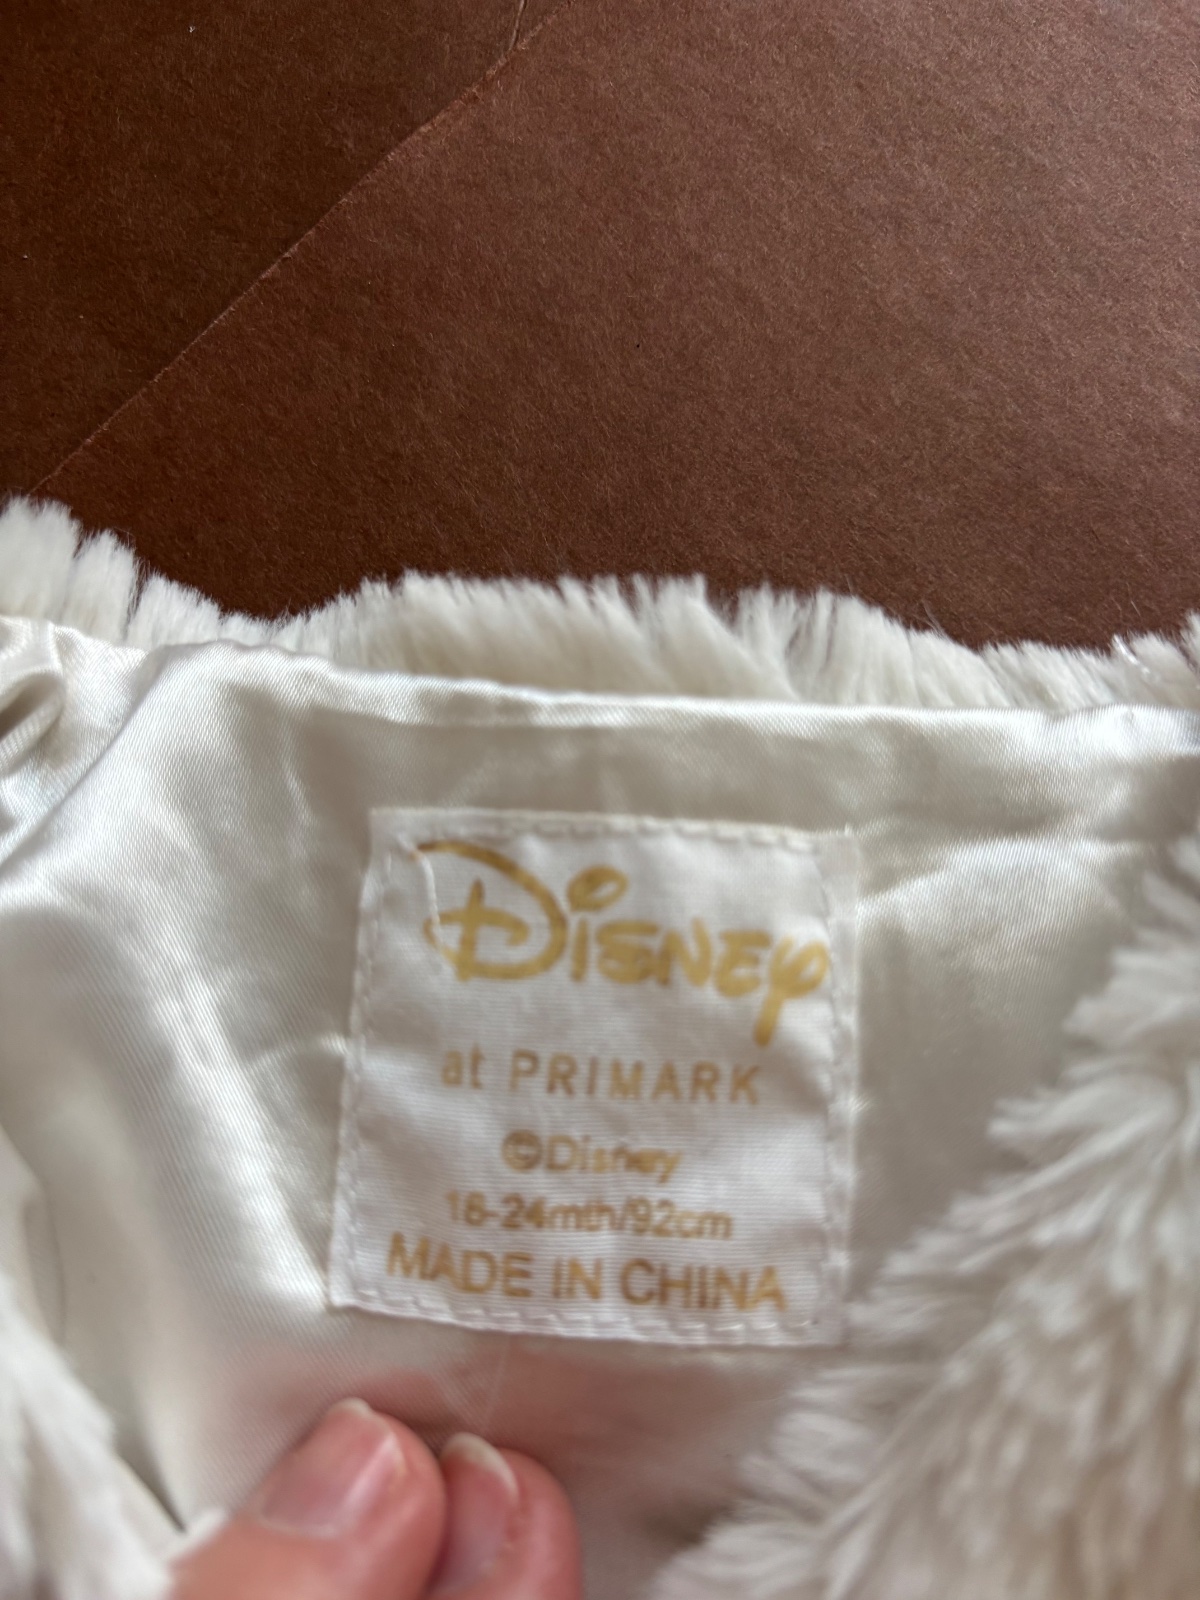 Disney
at PRIMARK
©Disney
18-24mth/92cm
MADE IN CHINA